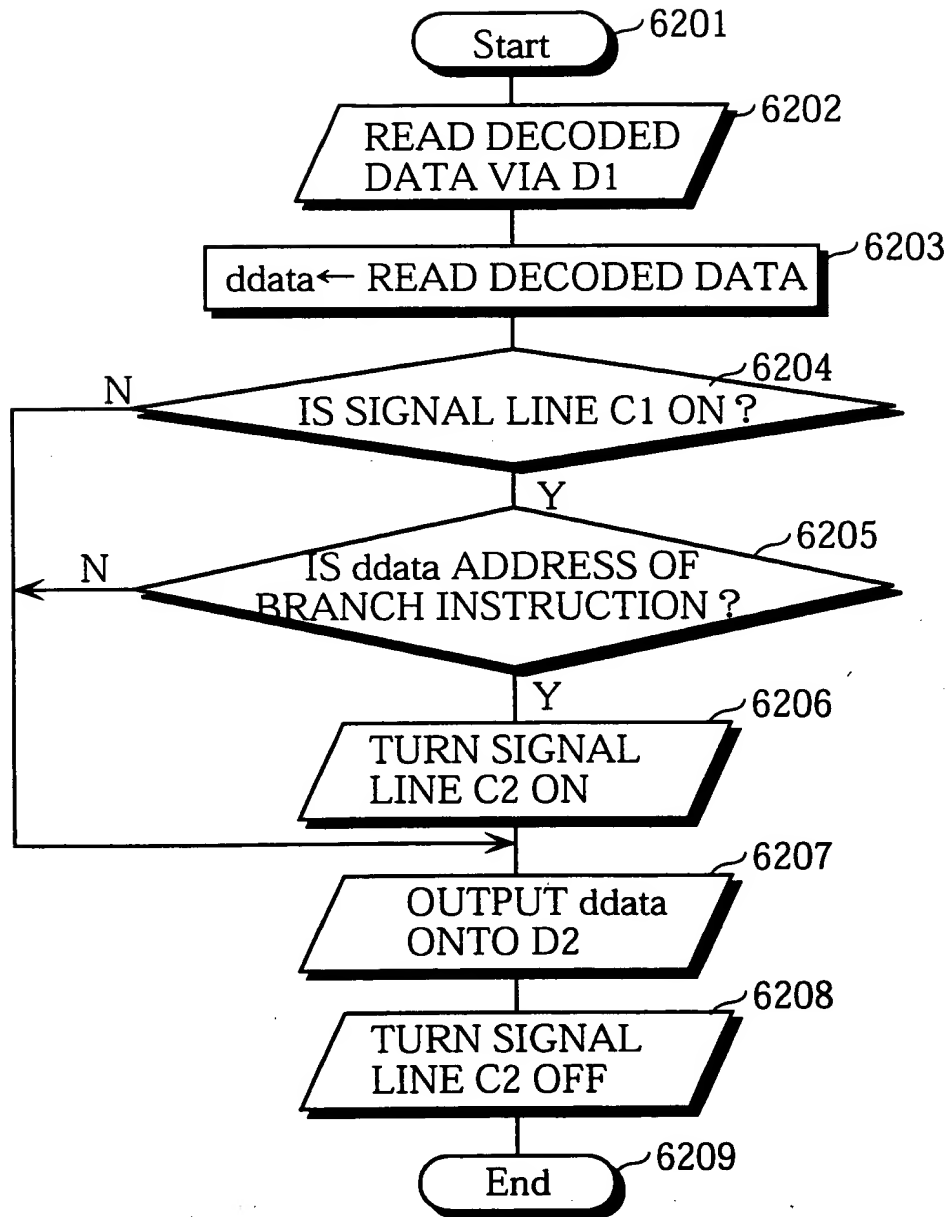 Start
6201
6202
READ DECODED
DATA VIA D1
6203
ddata← READ DECODED DATA
6204
N
IS SIGNAL LINE C1 ON ?
Y
6205
N
IS ddata ADDRESS OF
BRANCH INSTRUCTION ?
Y
6206
TURN SIGNAL
LINE C2 ON
6207
OUTPUT ddata
ONTO D2
6208
TURN SIGNAL
LINE C2 OFF
6209
End